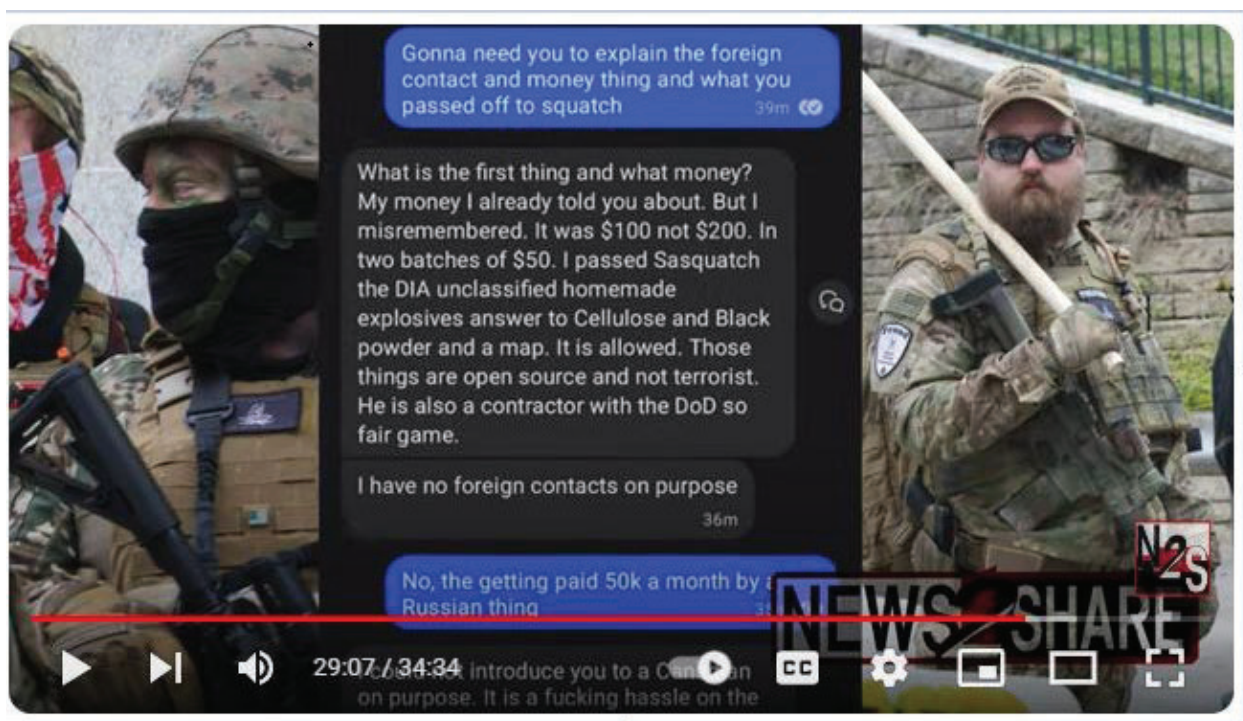 Gonna need you to explain the foreign
contact and money thing and what you
passed off to squatch
39m
What is the first thing and what money?
My money I already told you about. But I
misremembered. It was $100 not $200. In
two batches of $50. I passed Sasquatch
the DIA unclassified homemade
explosives answer to Cellulose and Black
powder and a map. It is allowed. Those
things are open source and not terrorist.
He is also a contractor with the DoD so
fair game.
I have no foreign contacts on purpose
36m
No, the getting paid 50k a month by a
Russian thing
N2S
NEWS2SHARE
29:07 / 34:34
introduce you to a
CC
on purpose. It is a fucking hassle on the